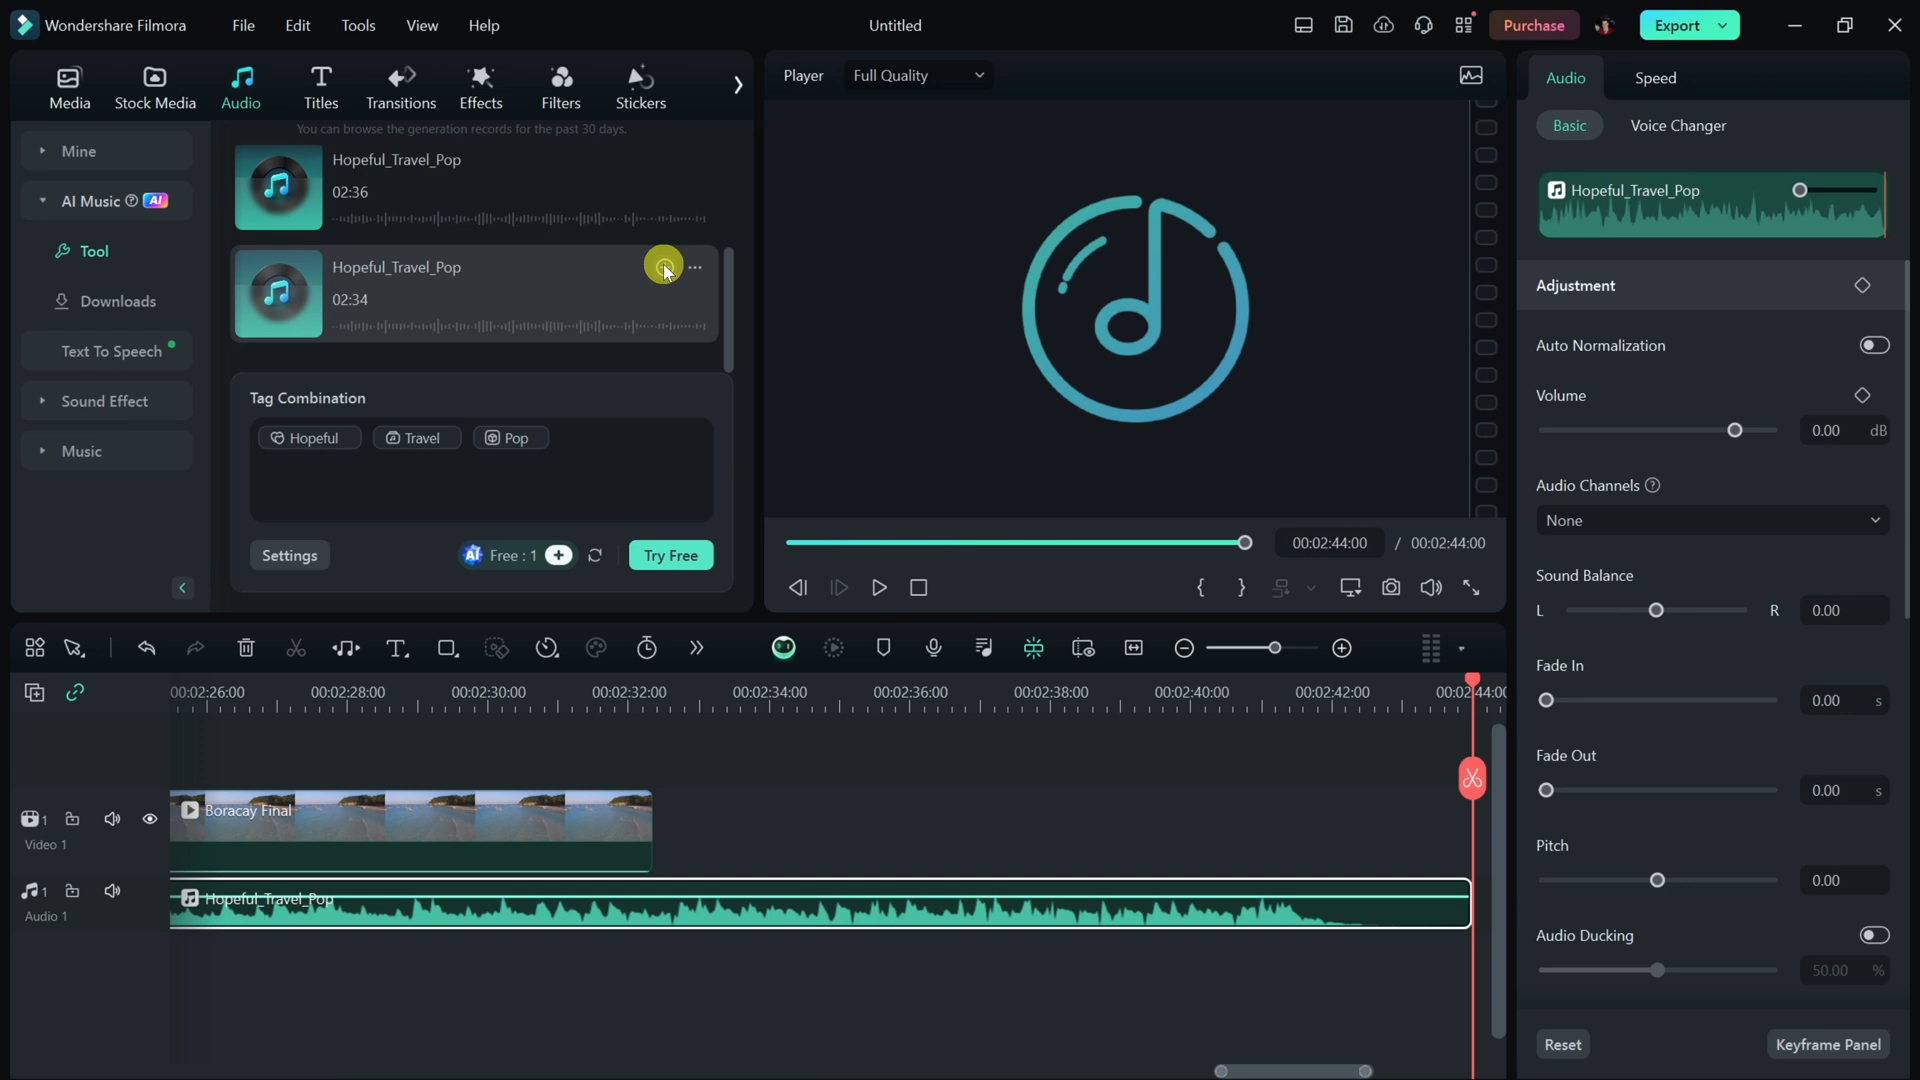 Wondershare Filmora File Edit Tools View Help Untitled Purchase Export
Media Stock Media Audio Titles Transitions Effects Filters Stickers
Mine
AI Music AI
Tool
Downloads
Text To Speech
Sound Effect
Music
You can browse the generation records for the past 30 days.
Hopeful_Travel_Pop
02:36
Hopeful_Travel_Pop
02:34
Tag Combination
Hopeful Travel Pop
Settings AI Free : 1 Try Free
Player Full Quality
00:02:44:00 / 00:02:44:00
Audio Speed
Basic Voice Changer
Hopeful_Travel_Pop
Adjustment
Auto Normalization
Volume
0.00 dB
Audio Channels
None
Sound Balance
L R 0.00
Fade In
0.00 s
Fade Out
0.00 s
Pitch
0.00
Audio Ducking
50.00 %
Reset Keyframe Panel
00:02:26:00 00:02:28:00 00:02:30:00 00:02:32:00 00:02:34:00 00:02:36:00 00:02:38:00 00:02:40:00 00:02:42:00 00:02:44:00
1
Boracay Final
Video 1
1
Hopeful_Travel_Pop
Audio 1